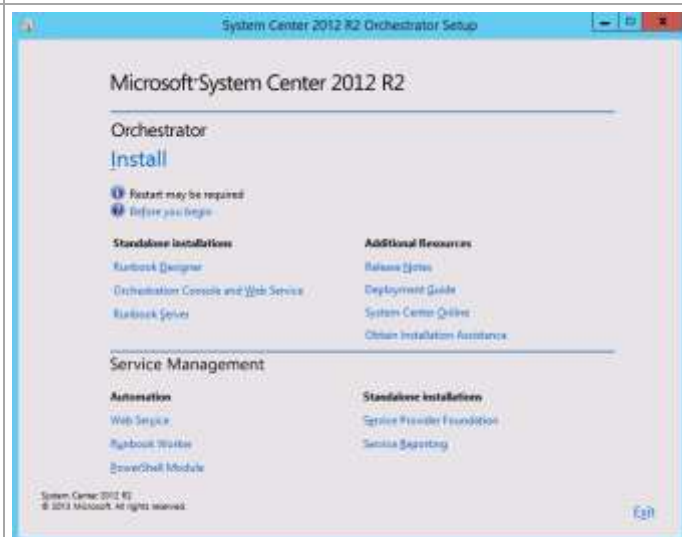 System Center 2012 R2 Orchestrator Setup
Microsoft System Center 2012 R2
Orchestrator
Install
Restart may be required
Before you begin
Standalone installations
Runbook Designer
Orchestration Console and Web Service
Runbook Server
Additional Resources
Release Notes
Deployment Guide
System Center Online
Obtain Installation Assistance
Service Management
Automation
Web Service
Runbook Worker
PowerShell Module
Standalone installations
Service Provider Foundation
Service Reporting
System Center 2012 R2
© 2013 Microsoft. All rights reserved.
Exit